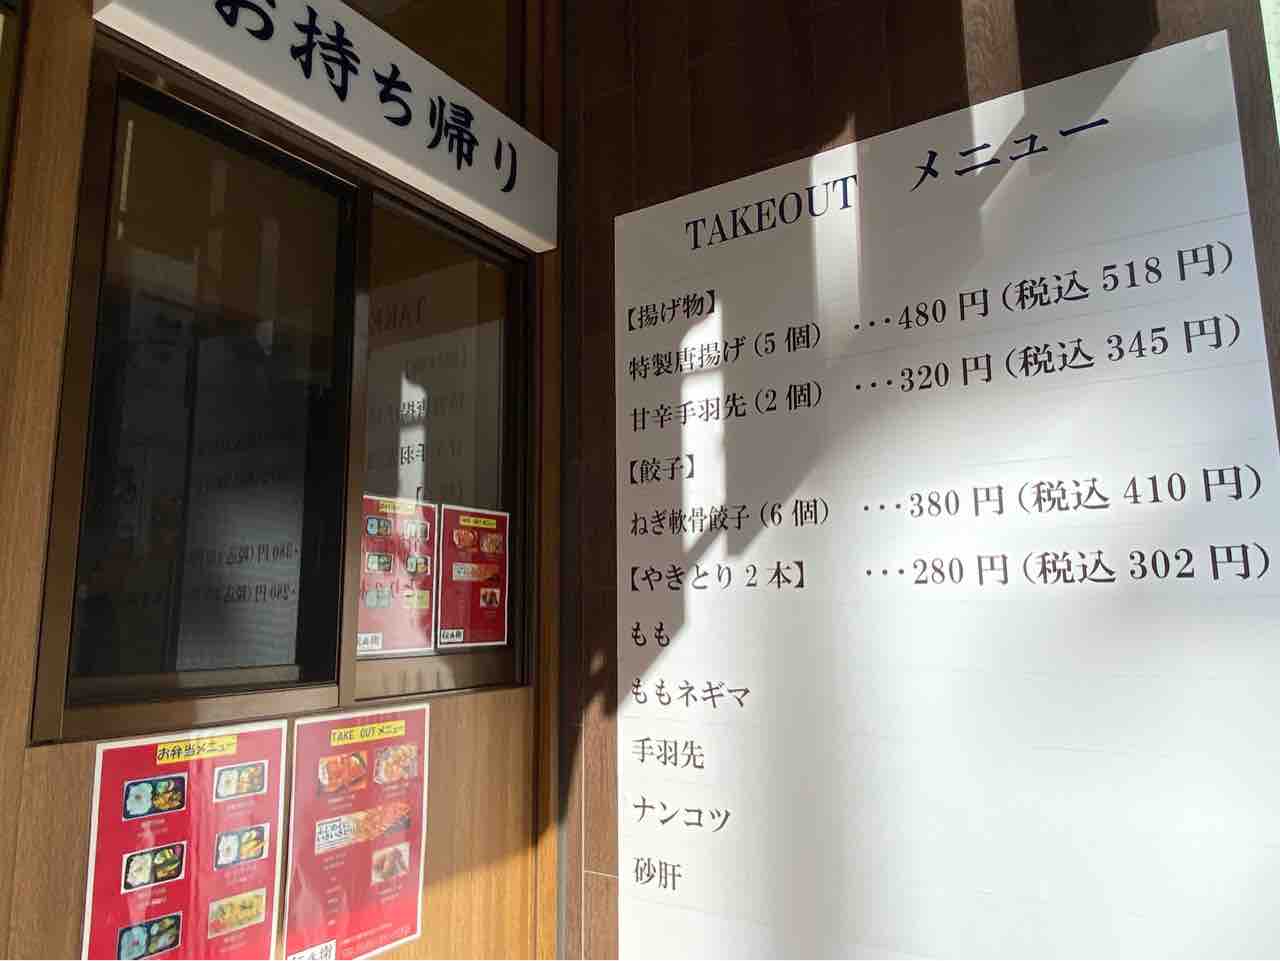 お持ち帰り
TAKEOUT メニュー
【揚げ物】
特製唐揚げ（5個） ･･･480円（税込518円）
甘辛手羽先（2個） ･･･320円（税込345円）
【餃子】
ねぎ軟骨餃子（6個） ･･･380円（税込410円）
【やきとり2本】 ･･･280円（税込302円）
もも
ももネギマ
手羽先
ナンコツ
砂肝
お弁当メニュー
TAKE OUT メニュー